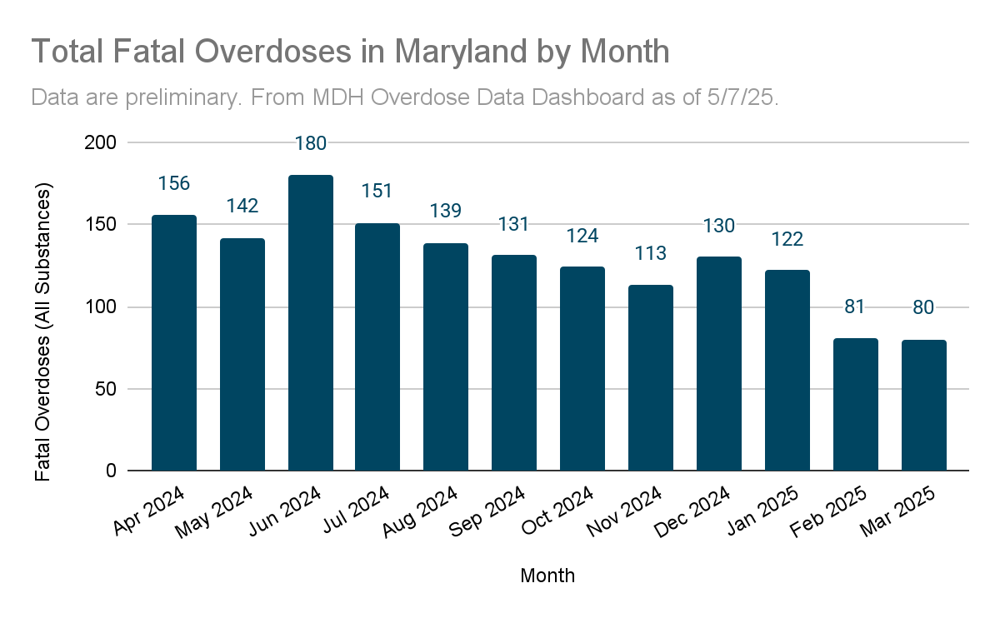 Total Fatal Overdoses in Maryland by Month
Data are preliminary. From MDH Overdose Data Dashboard as of 5/7/25.
Fatal Overdoses (All Substances)
200
150
100
50
0
156
142
180
151
139
131
124
113
130
122
81
80
Apr 2024
May 2024
Jun 2024
Jul 2024
Aug 2024
Sep 2024
Oct 2024
Nov 2024
Dec 2024
Jan 2025
Feb 2025
Mar 2025
Month